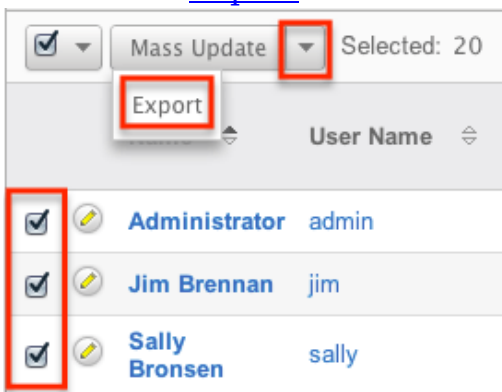 Mass Update Selected: 20
Export
User Name
Administrator admin
Jim Brennan jim
Sally Bronsen sally